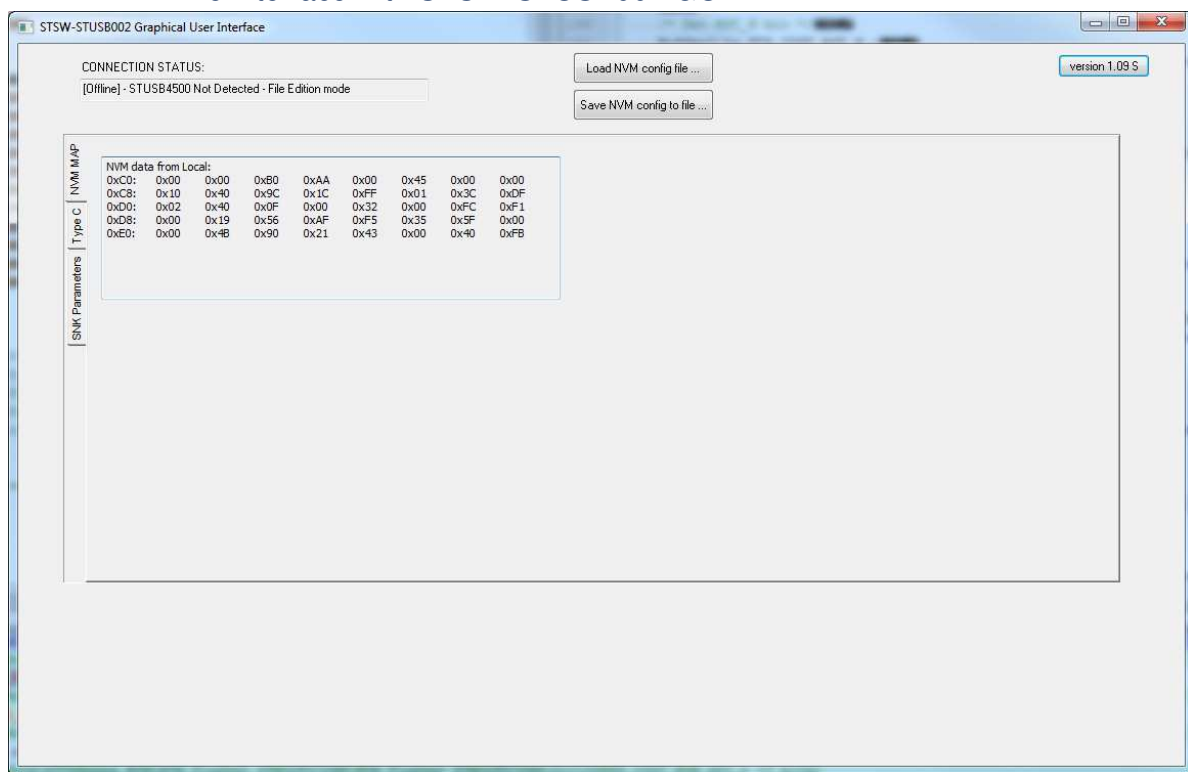 STSW-STUSB002 Graphical User Interface
CONNECTION STATUS:
[Offline] - STUSB4500 Not Detected - File Edition mode
Load NVM config file ...
Save NVM config to file ...
version 1.09 S
NVM MAP
Type C
SNK Parameters
NVM data from Local:
0xC0: 0x00 0x00 0xB0 0xAA 0x00 0x45 0x00 0x00
0xC8: 0x10 0x40 0x9C 0x1C 0xFF 0x01 0x3C 0xDF
0xD0: 0x02 0x40 0x0F 0x00 0x32 0x00 0xFC 0xF1
0xD8: 0x00 0x19 0x56 0xAF 0xF5 0x35 0x5F 0x00
0xE0: 0x00 0x4B 0x90 0x21 0x43 0x00 0x40 0xFB